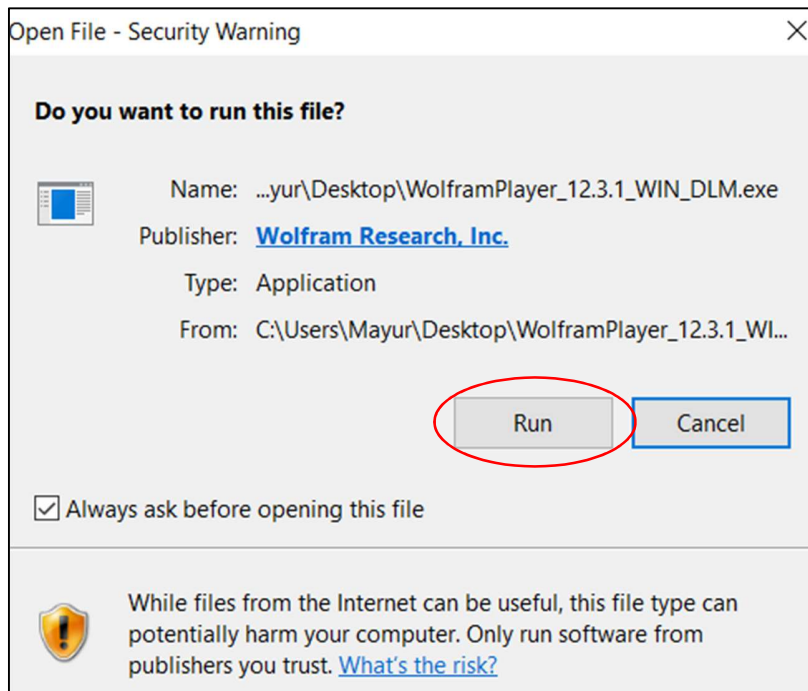 Open File - Security Warning
Do you want to run this file?
Name: ...yur\Desktop\WolframPlayer_12.3.1_WIN_DLM.exe
Publisher: Wolfram Research, Inc.
Type: Application
From: C:\Users\Mayur\Desktop\WolframPlayer_12.3.1_WI...
Run Cancel
Always ask before opening this file
While files from the Internet can be useful, this file type can
potentially harm your computer. Only run software from
publishers you trust. What's the risk?